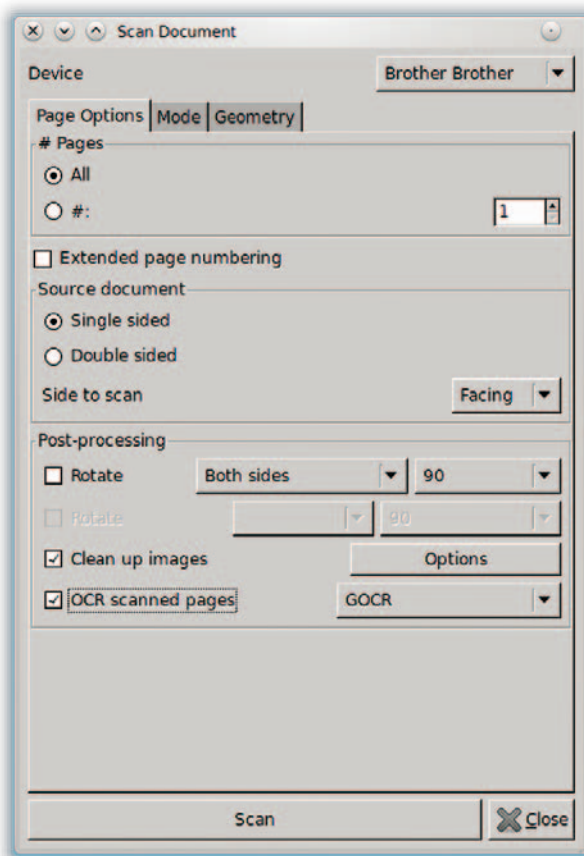 Scan Document
Device Brother Brother
Page Options Mode Geometry
# Pages
All
#: 1
Extended page numbering
Source document
Single sided
Double sided
Side to scan Facing
Post-processing
Rotate Both sides 90
Rotate 90
Clean up images Options
OCR scanned pages GOCR
Scan Close